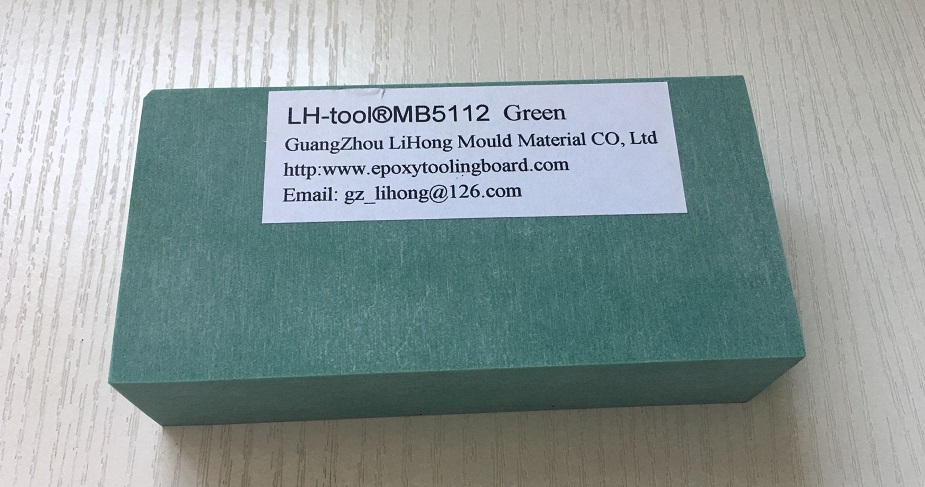 LH-tool®MB5112 Green
GuangZhou LiHong Mould Material CO, Ltd
http:www.epoxytoolingboard.com
Email: gz_lihong@126.com